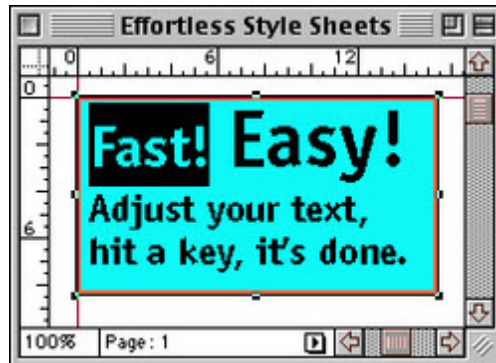 Effortless Style Sheets
0 6 12
0
Fast! Easy!
Adjust your text,
6
hit a key, it's done.
100% Page: 1